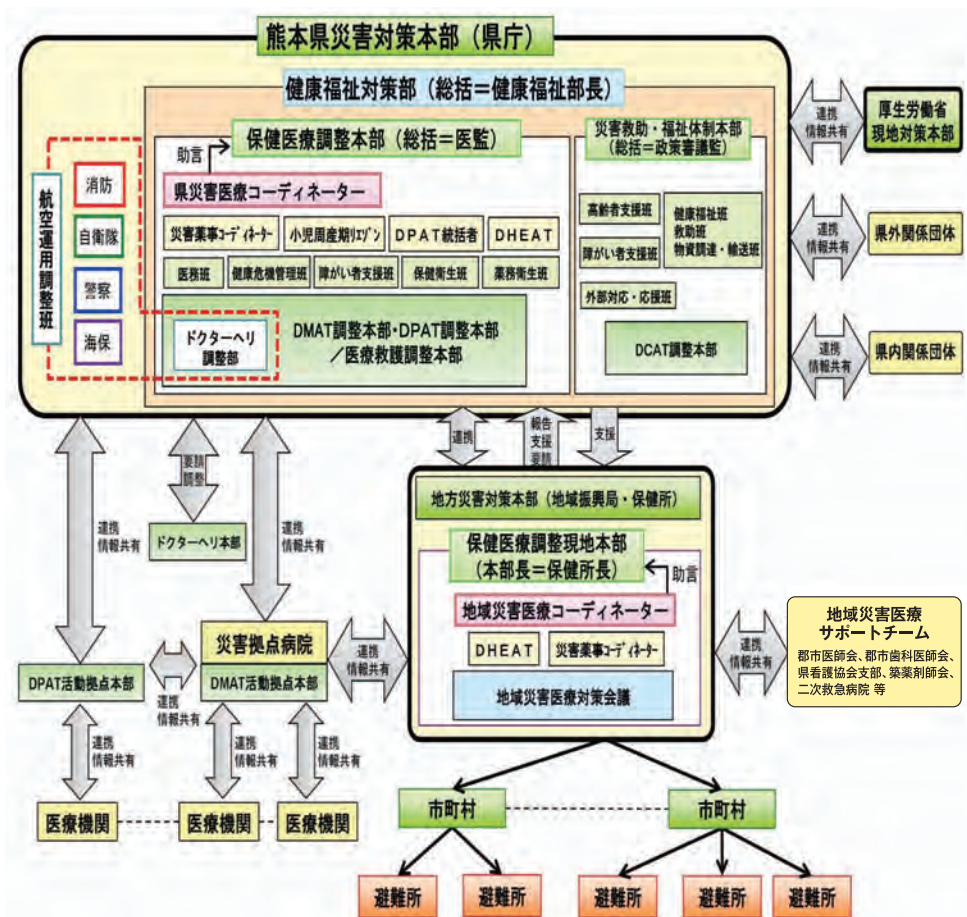 熊本県災害対策本部（県庁）
健康福祉対策部（総括＝健康福祉部長）
保健医療調整本部（総括＝医監）
助言
県災害医療コーディネーター
災害薬事コーディネーター
小児周産期リエゾン
DPAT統括者
DHEAT
医務班
健康危機管理班
障がい者支援班
保健衛生班
薬務衛生班
DMAT調整本部・DPAT調整本部
／医療救護調整本部
ドクターヘリ
調整部
航空運用調整班
消防
自衛隊
警察
海保
災害救助・福祉体制本部
（総括＝政策審議監）
高齢者支援班
障がい者支援班
外部対応・応援班
健康福祉班
救助班
物資調達・輸送班
DCAT調整本部
連携
情報共有
厚生労働省
現地対策本部
連携
情報共有
県外関係団体
連携
情報共有
県内関係団体
連携
情報共有
要請
調整
ドクターヘリ本部
連携
情報共有
連携
報告
支援
要請
支援
地方災害対策本部（地域振興局・保健所）
保健医療調整現地本部
（本部長＝保健所長）
助言
地域災害医療コーディネーター
DHEAT
災害薬事コーディネーター
地域災害医療対策会議
連携
情報共有
地域災害医療
サポートチーム
郡市医師会、郡市歯科医師会、
県看護協会支部、薬薬剤師会、
二次救急病院 等
DPAT活動拠点本部
連携
情報共有
災害拠点病院
DMAT活動拠点本部
連携
情報共有
連携
情報共有
連携
情報共有
連携
情報共有
医療機関
医療機関
医療機関
市町村
市町村
避難所
避難所
避難所
避難所
避難所